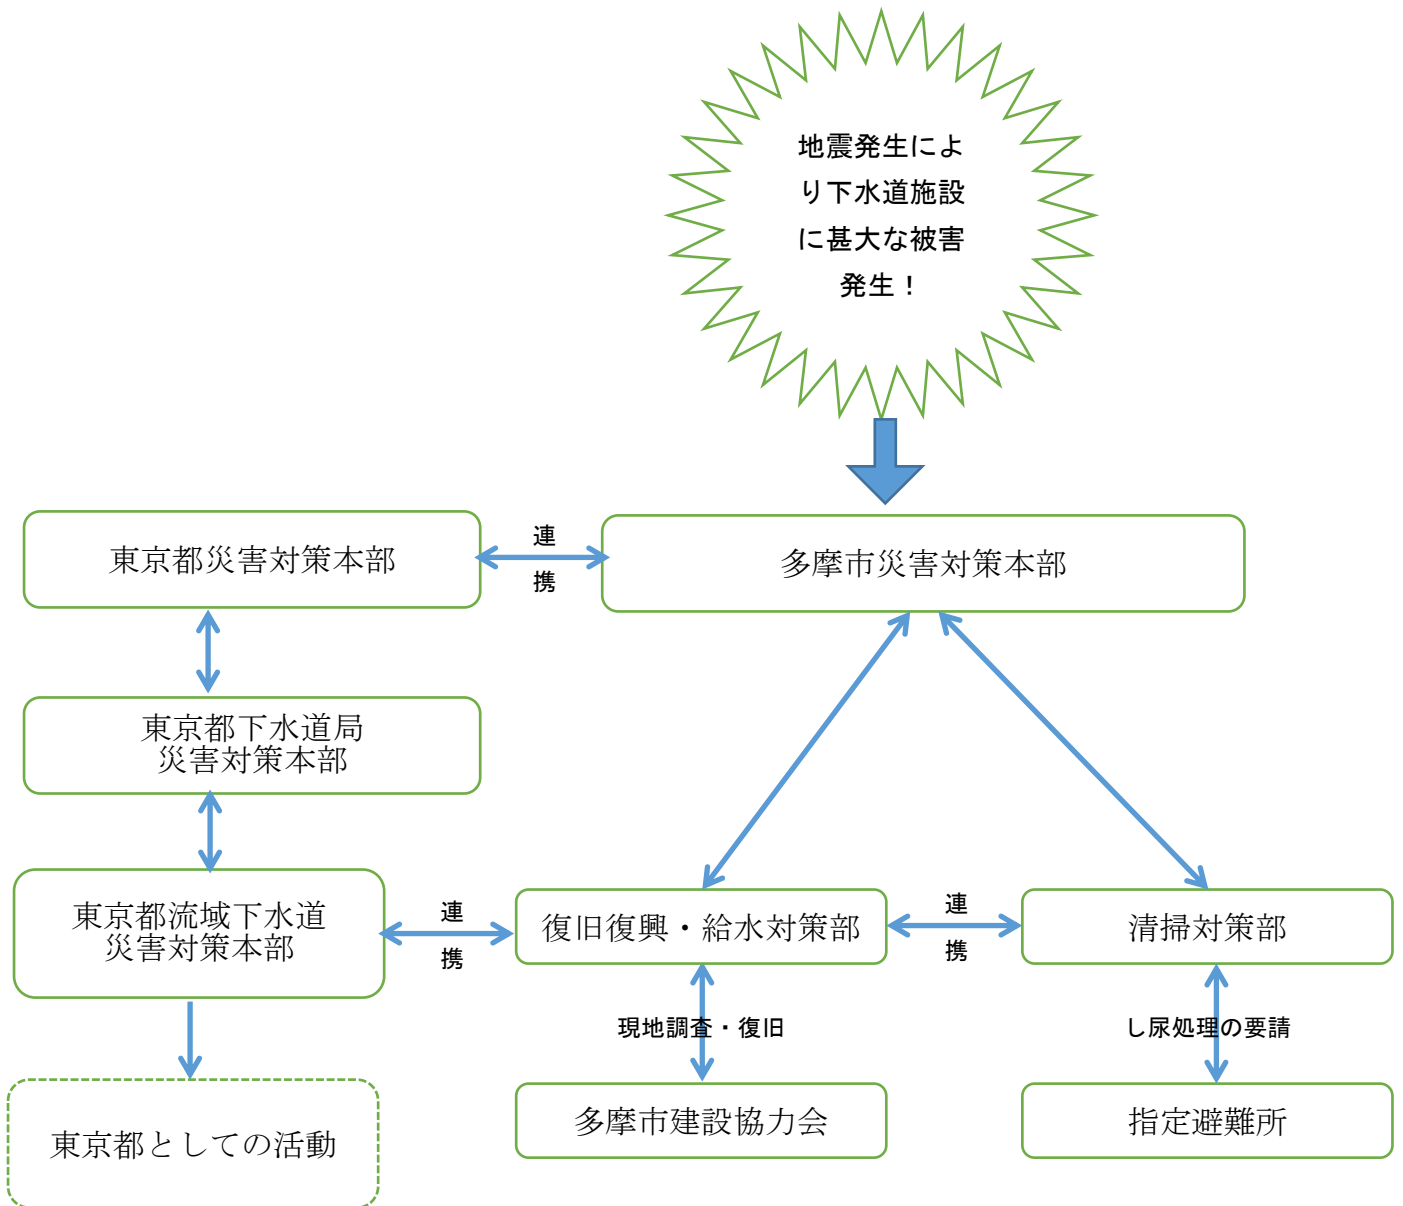 地震発生によ
り下水道施設
に甚大な被害
発生！
東京都災害対策本部
連
携
多摩市災害対策本部
東京都下水道局
災害対策本部
東京都流域下水道
災害対策本部
連
携
復旧復興・給水対策部
連
携
清掃対策部
現地調査・復旧
し尿処理の要請
東京都としての活動
多摩市建設協力会
指定避難所